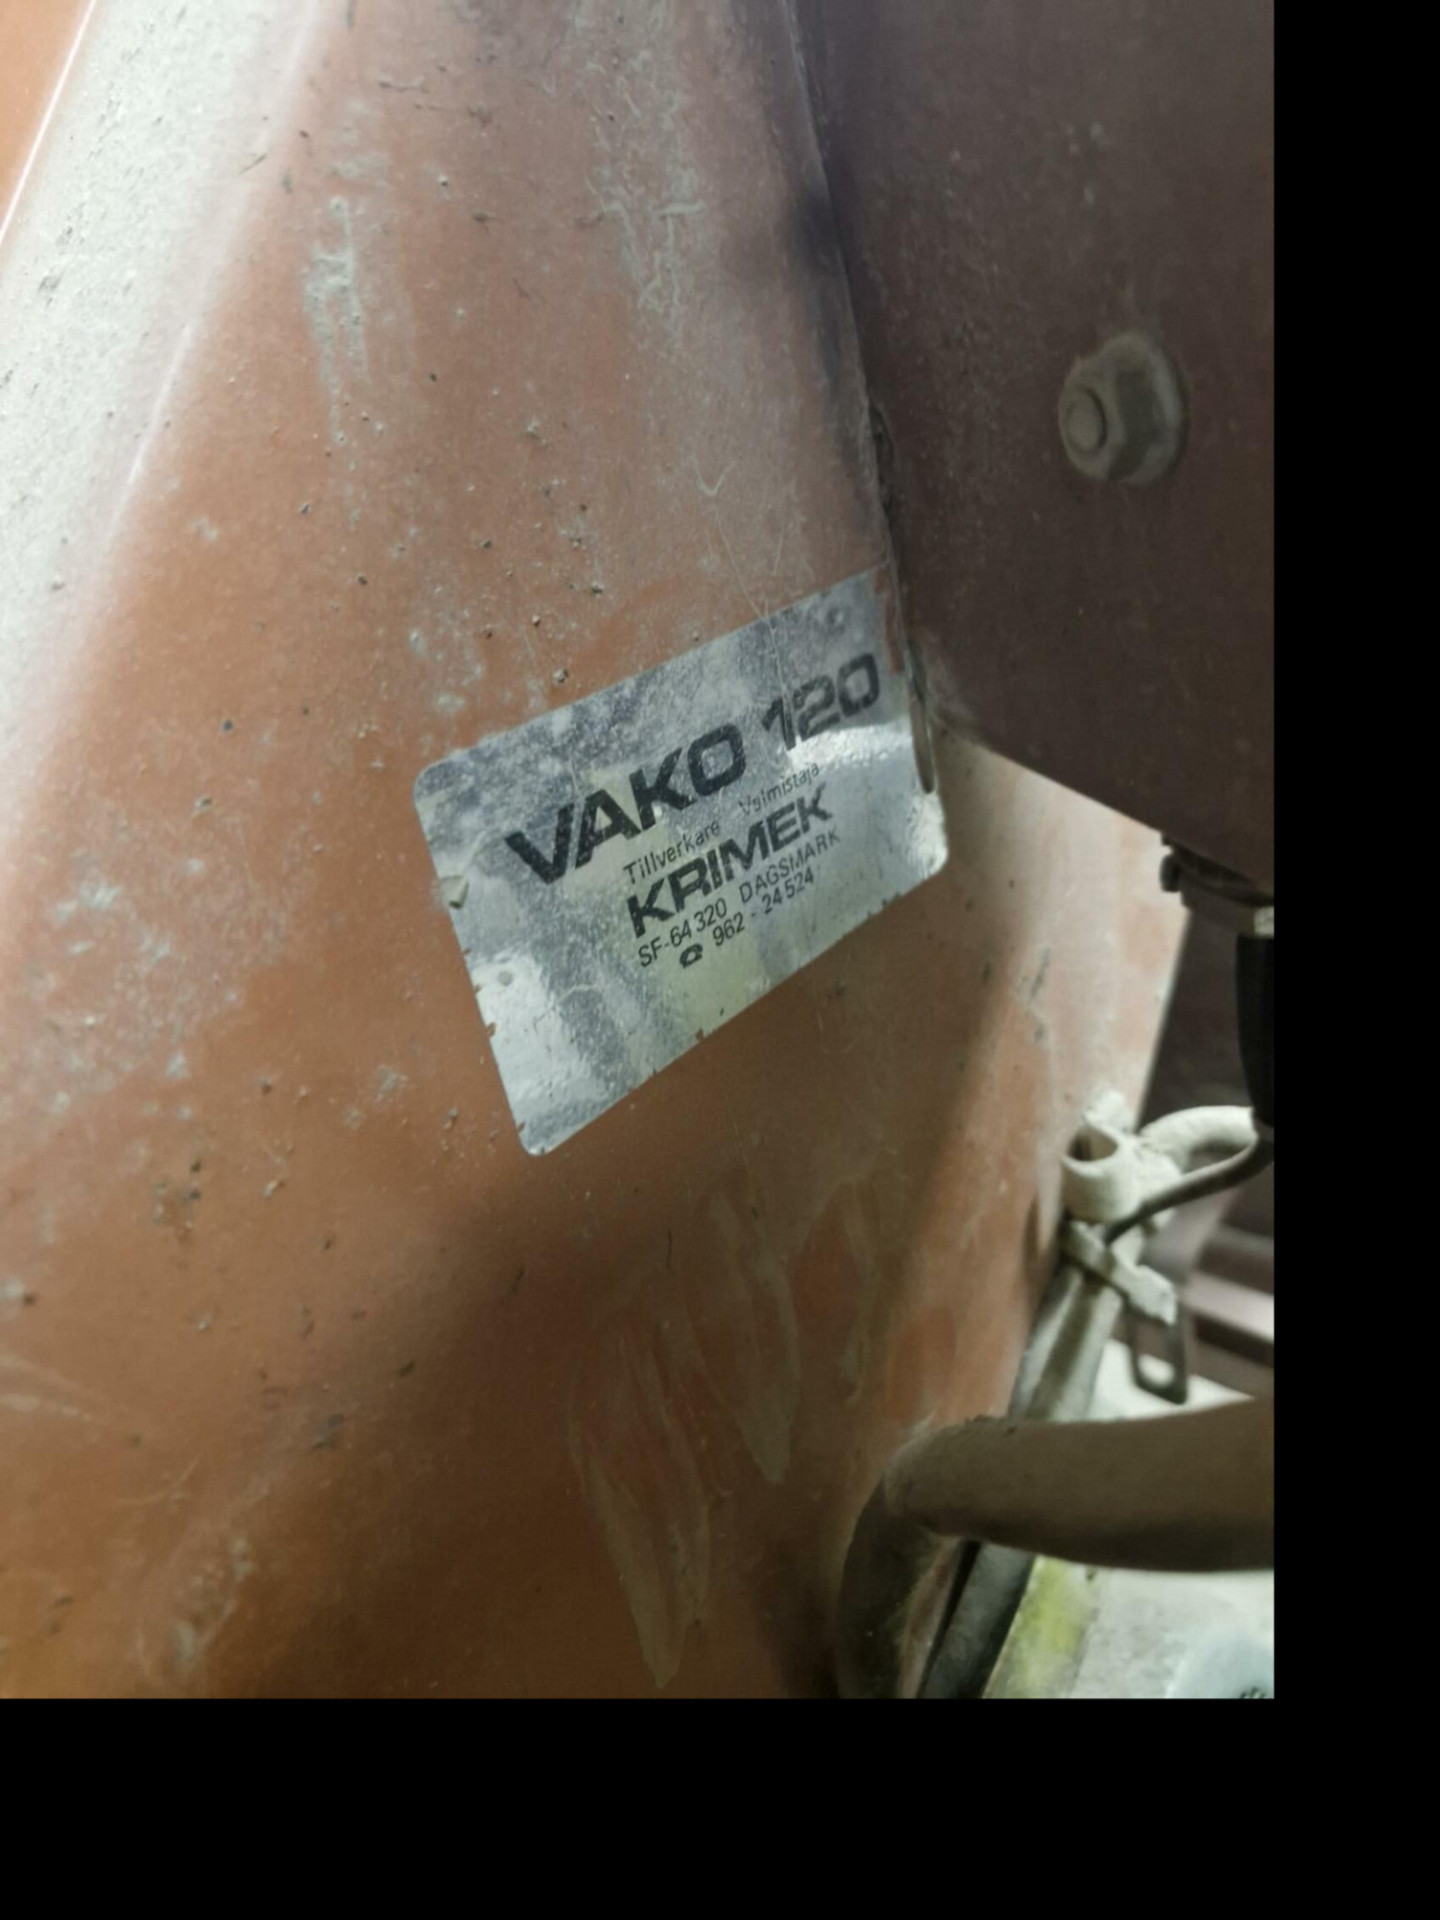 VAKO 120
Tillverkare Valmistaja
KRIMEK
SF-64 320 DAGSMARK
962 - 24 524